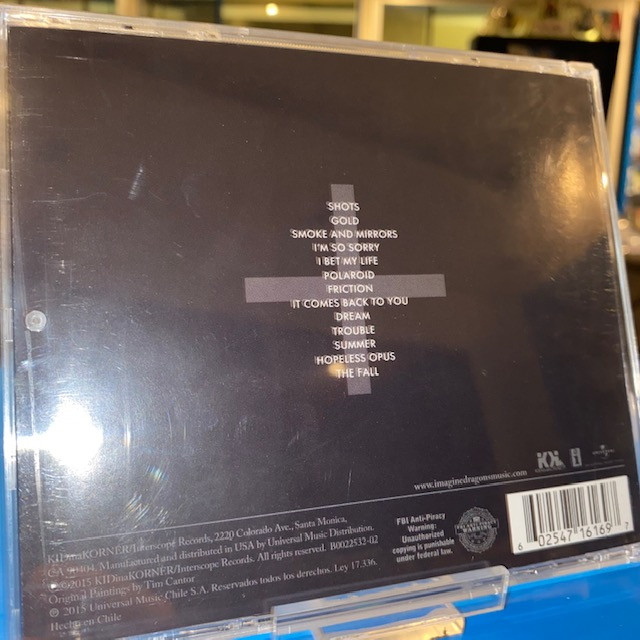 SHOTS
GOLD
SMOKE AND MIRRORS
I'M SO SORRY
I BET MY LIFE
POLAROID
FRICTION
IT COMES BACK TO YOU
DREAM
TROUBLE
SUMMER
HOPELESS OPUS
THE FALL
www.imaginedragonsmusic.com
KIDinaKORNER/Interscope Records, 2220 Colorado Ave., Santa Monica,
CA 90404. Manufactured and distributed in USA by Universal Music Distribution.
2015 KIDinaKORNER/Interscope Records. All rights reserved. B0022532-02
Original Paintings by Tim Cantor
℗ 2015 Universal Music Chile S.A. Reservados todos los derechos. Ley 17.336.
Hecho en Chile
FBI Anti-Piracy
Warning:
Unauthorized
copying is punishable
under federal law.
6 02547 16169 7